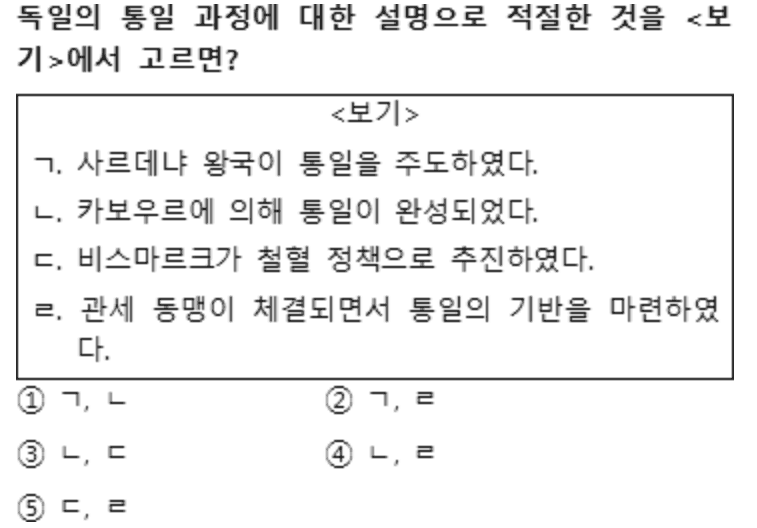 독일의 통일 과정에 대한 설명으로 적절한 것을 <보
기>에서 고르면?
<보기>
ㄱ. 사르데냐 왕국이 통일을 주도하였다.
ㄴ. 카보우르에 의해 통일이 완성되었다.
ㄷ. 비스마르크가 철혈 정책으로 추진하였다.
ㄹ. 관세 동맹이 체결되면서 통일의 기반을 마련하였
다.
① ㄱ, ㄴ ② ㄱ, ㄹ
③ ㄴ, ㄷ ④ ㄴ, ㄹ
⑤ ㄷ, ㄹ